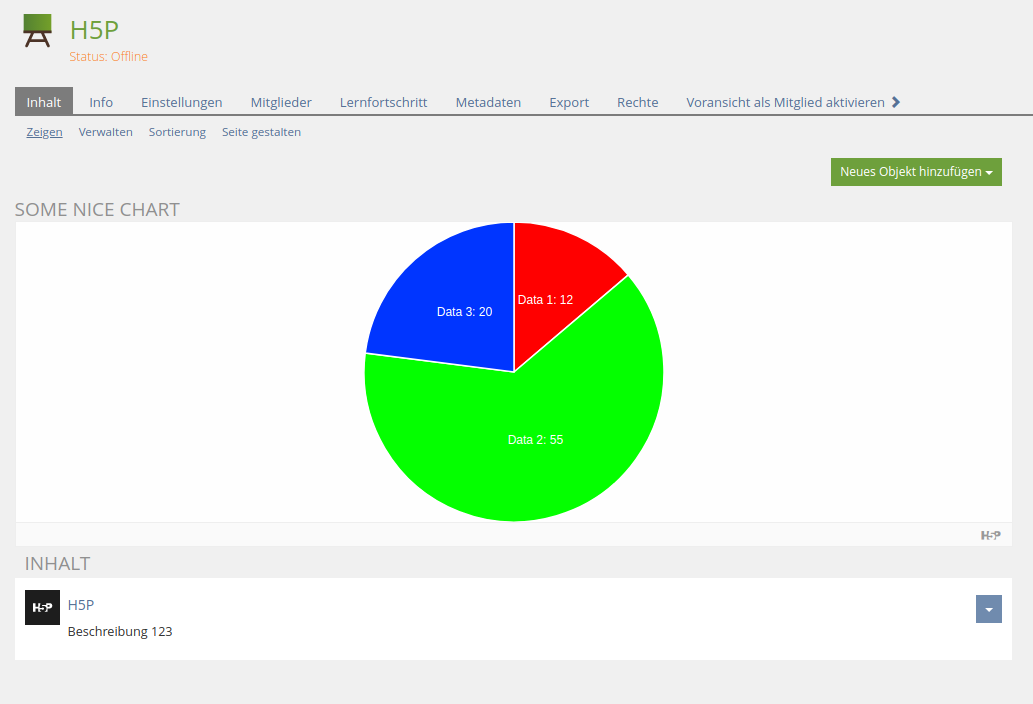 H5P
Status: Offline
Inhalt Info Einstellungen Mitglieder Lernfortschritt Metadaten Export Rechte Voransicht als Mitglied aktivieren
Zeigen Verwalten Sortierung Seite gestalten
Neues Objekt hinzufügen
SOME NICE CHART
Data 1: 12
Data 3: 20
Data 2: 55
H5P
INHALT
H5P
H5P
Beschreibung 123